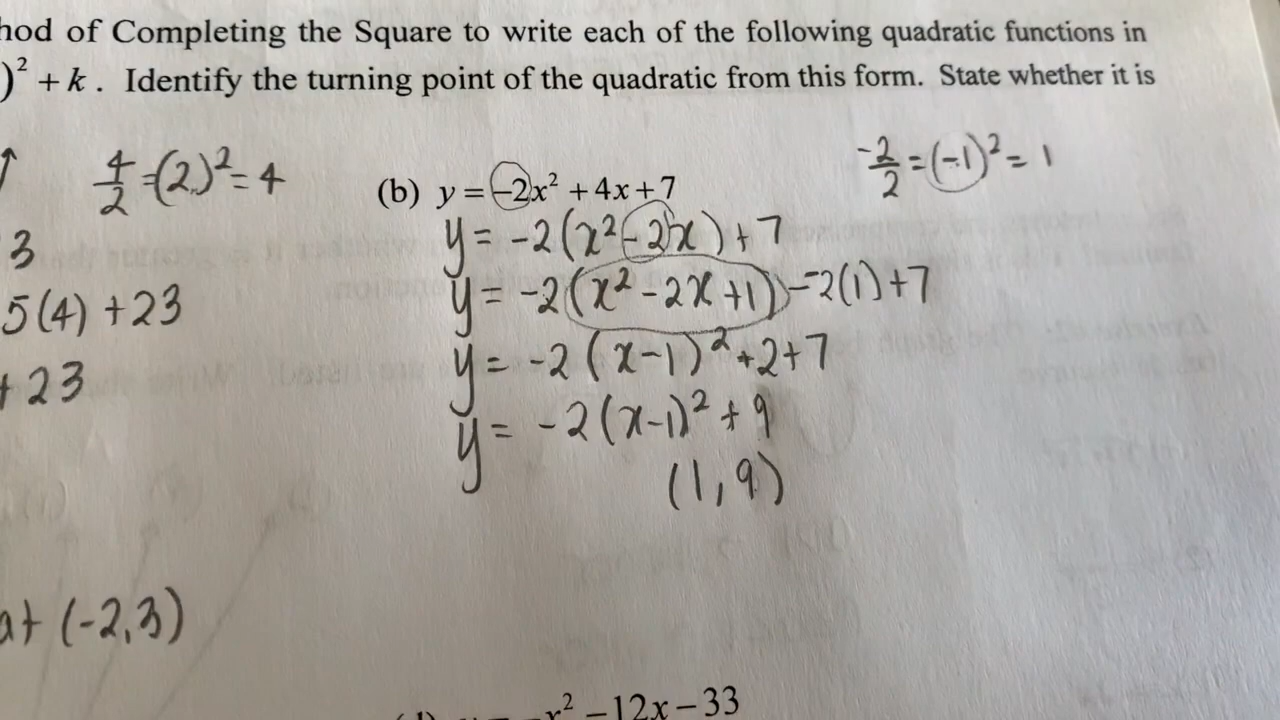 hod of Completing the Square to write each of the following quadratic functions in
)² + k . Identify the turning point of the quadratic from this form. State whether it is
4/2 = (2)² = 4
-2/2 = (-1)² = 1
(b) y = -2x² + 4x + 7
y = -2(x² - 2x) + 7
3
y = -2(x² - 2x + 1) - -2(1) + 7
5(4) + 23
y = -2(x-1)² + 2 + 7
+ 23
y = -2(x-1)² + 9
(1, 9)
at (-2,3)
x² - 12x - 33